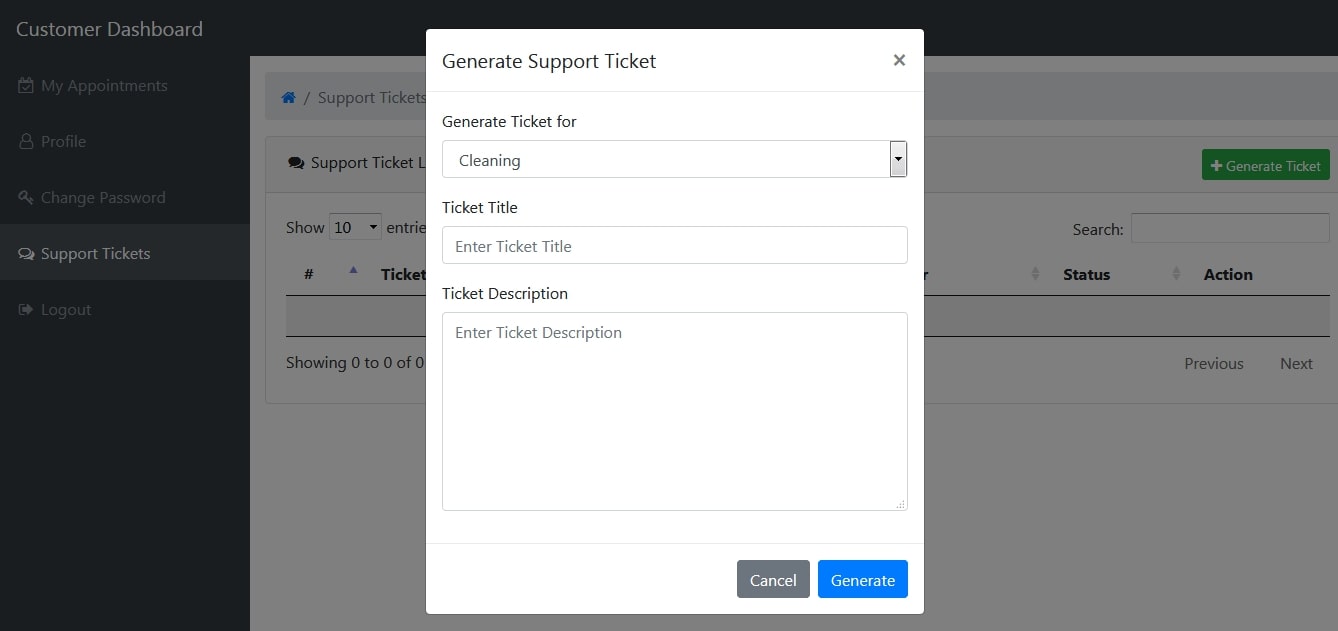 Customer Dashboard
My Appointments
Profile
Change Password
Support Tickets
Logout
/ Support Tickets
Support Ticket L
+ Generate Ticket
Show 10 entrie
Search:
# Ticket r Status Action
Showing 0 to 0 of 0
Previous Next
Generate Support Ticket ×
Generate Ticket for
Cleaning
Ticket Title
Enter Ticket Title
Ticket Description
Enter Ticket Description
Cancel Generate